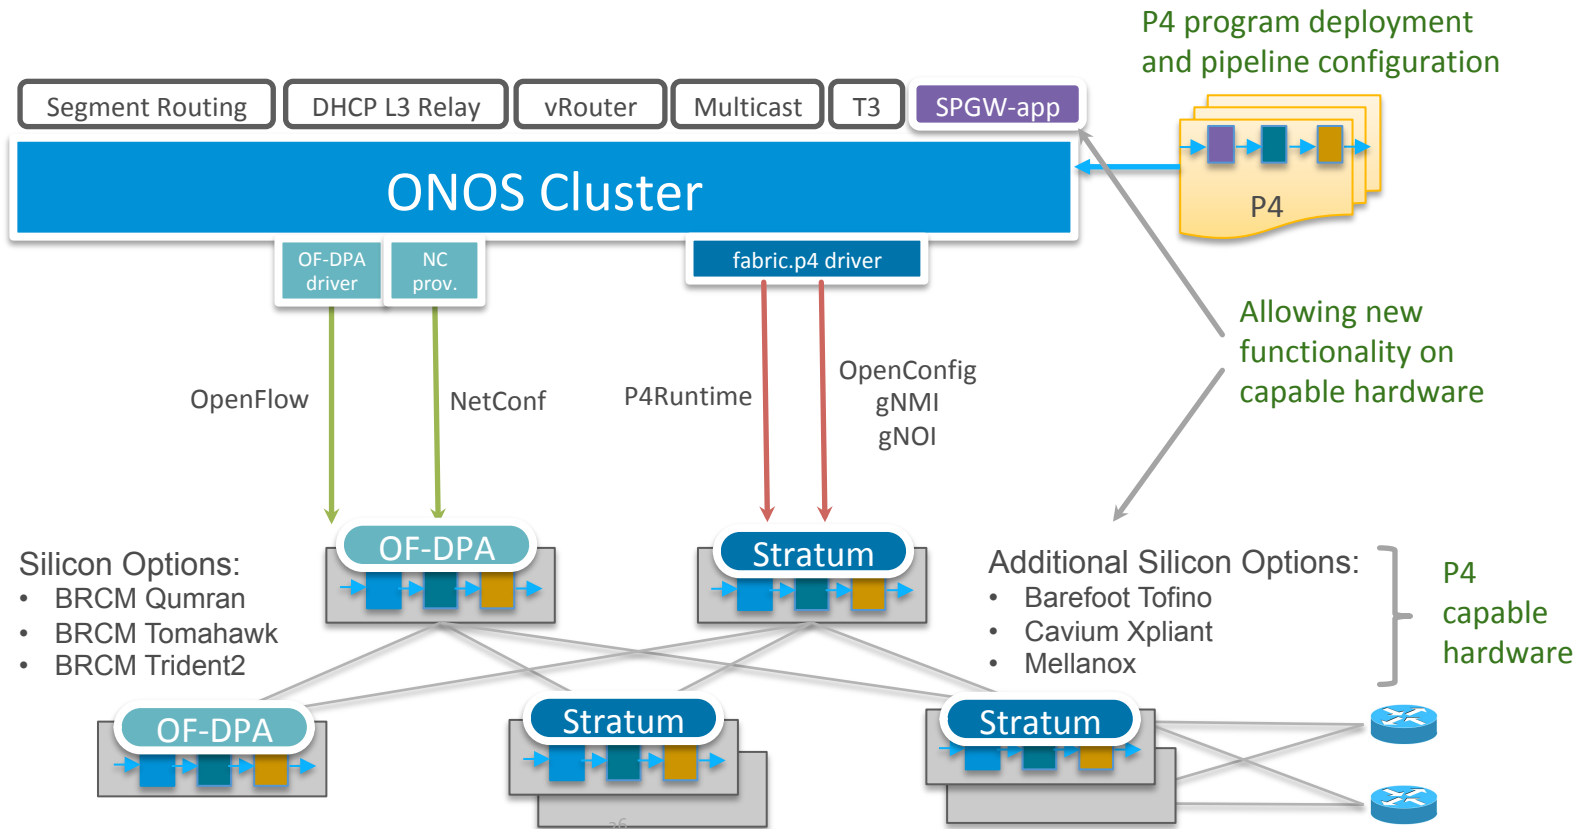 P4 program deployment
and pipeline configuration
Segment Routing
DHCP L3 Relay
vRouter
Multicast
T3
SPGW-app
ONOS Cluster
P4
OF-DPA
driver
NC
prov.
fabric.p4 driver
Allowing new
functionality on
capable hardware
OpenFlow
NetConf
P4Runtime
OpenConfig
gNMI
gNOI
OF-DPA
Stratum
Silicon Options:
• BRCM Qumran
• BRCM Tomahawk
• BRCM Trident2
Additional Silicon Options:
• Barefoot Tofino
• Cavium Xpliant
• Mellanox
P4
capable
hardware
OF-DPA
Stratum
Stratum